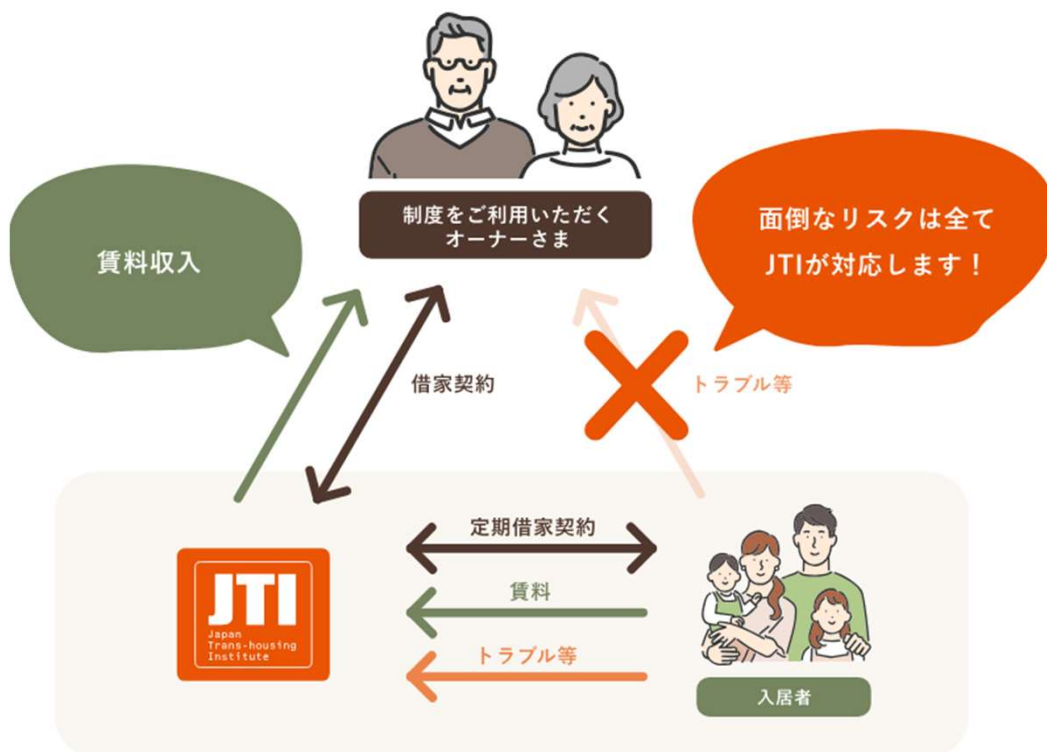 制度をご利用いただく
オーナーさま
賃料収入
面倒なリスクは全て
JTIが対応します！
借家契約
トラブル等
定期借家契約
賃料
トラブル等
JTI
Japan
Trans-housing
Institute
入居者